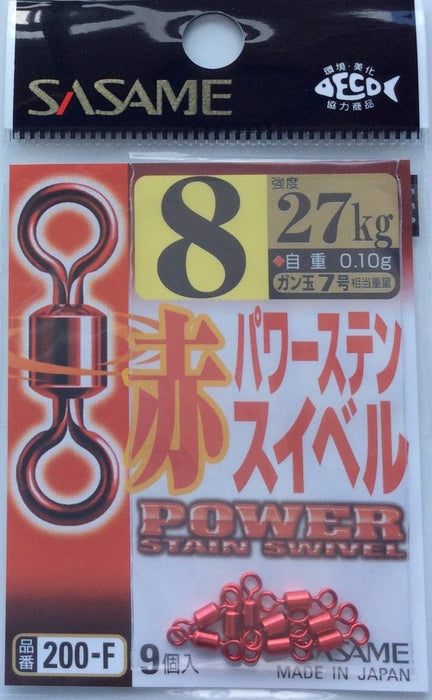 SASAME
環境・美化
DECO
協力商品
8
強度
27kg
◆自重 0.10g
ガン玉7号相当重量
赤
パワーステン
スイベル
POWER
STAIN SWIVEL
品番
200-F
9個入
SASAME
MADE IN JAPAN